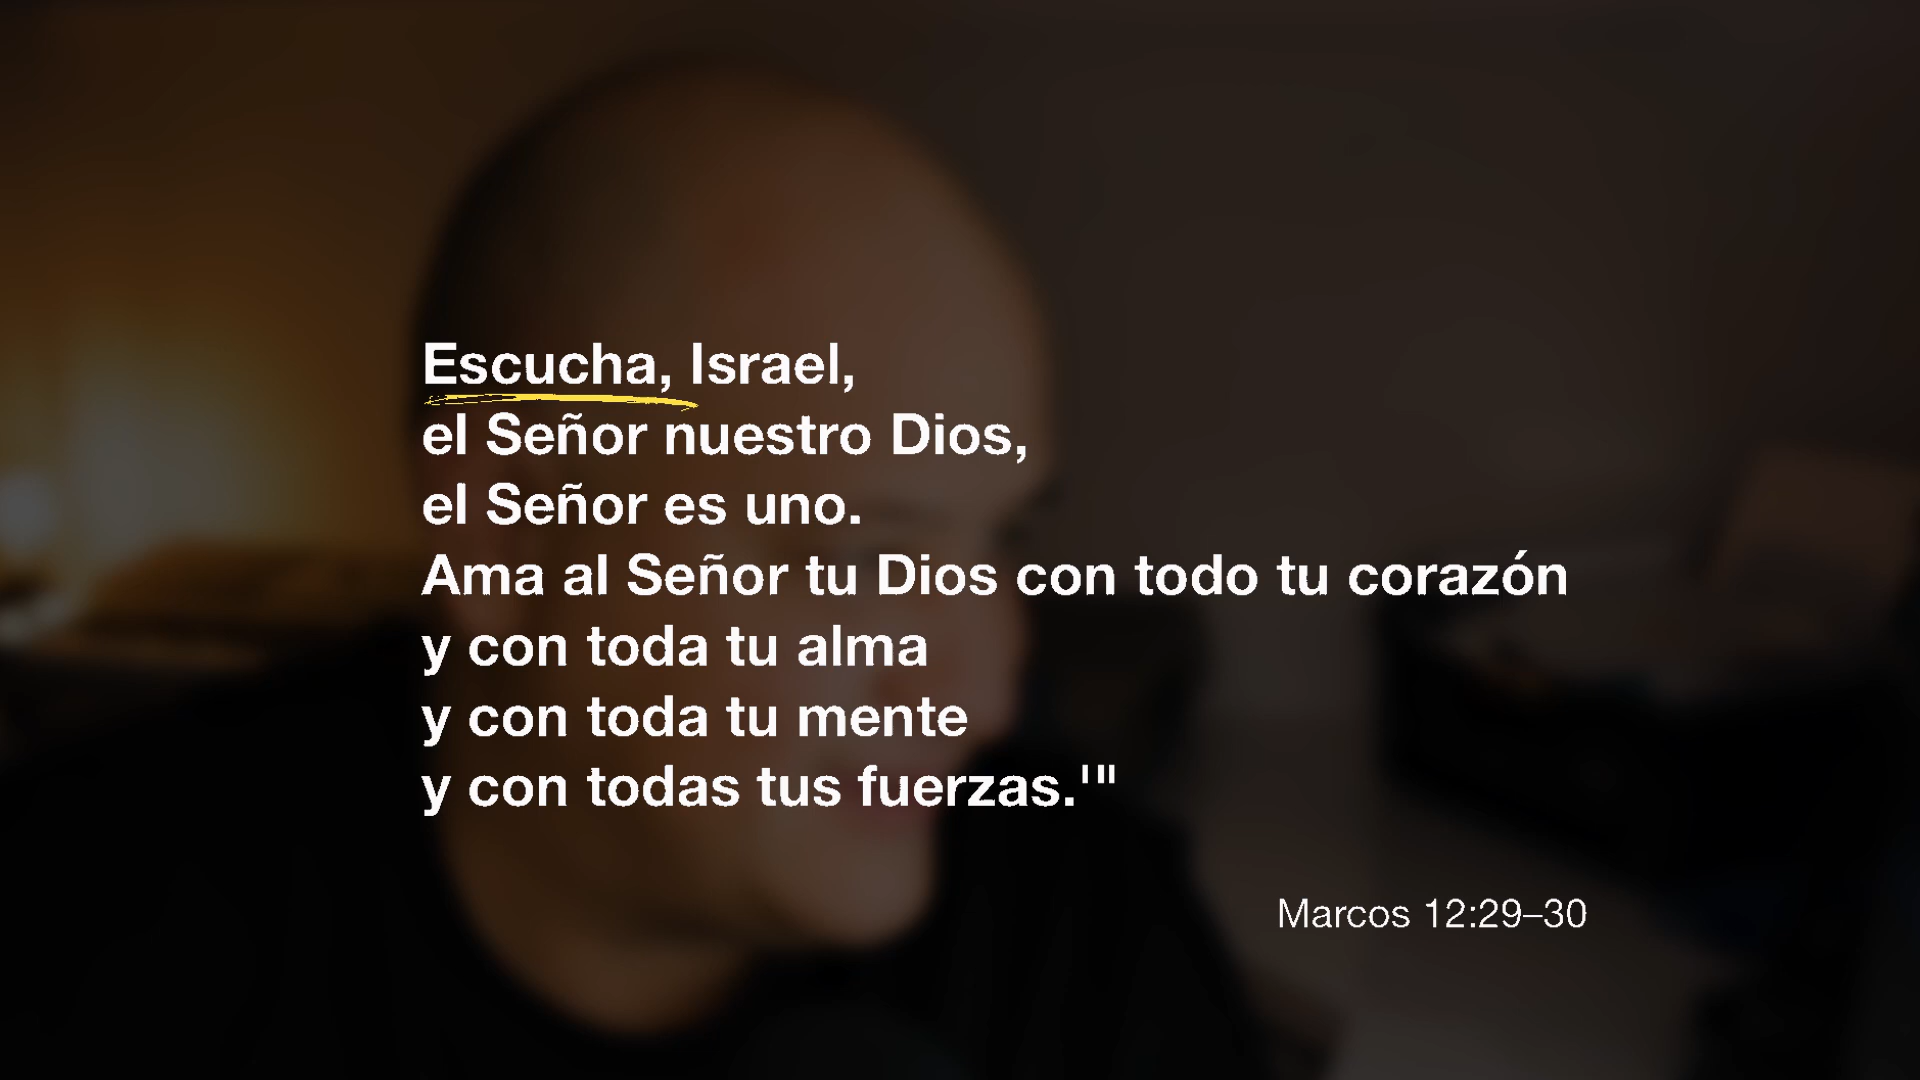 Escucha, Israel,
el Señor nuestro Dios,
el Señor es uno.
Ama al Señor tu Dios con todo tu corazón
y con toda tu alma
y con toda tu mente
y con todas tus fuerzas.'"
Marcos 12:29–30